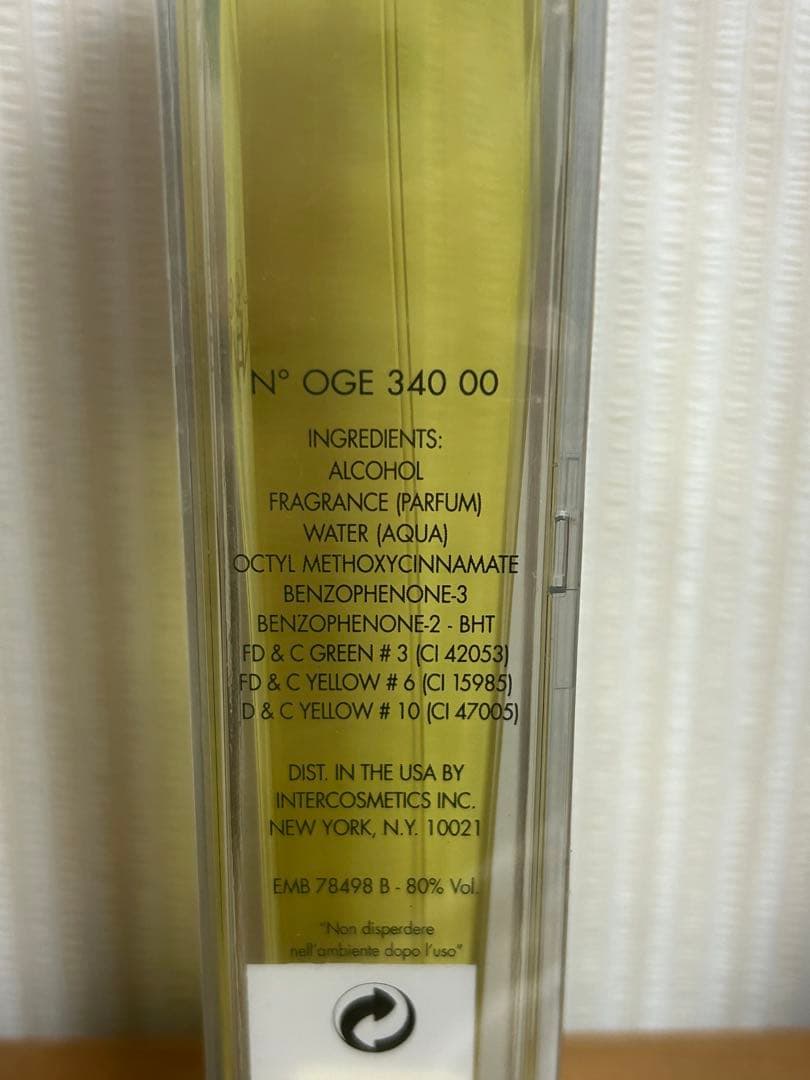 N° OGE 340 00
INGREDIENTS:
ALCOHOL
FRAGRANCE (PARFUM)
WATER (AQUA)
OCTYL METHOXYCINNAMATE
BENZOPHENONE-3
BENZOPHENONE-2 - BHT
FD & C GREEN # 3 (CI 42053)
FD & C YELLOW # 6 (CI 15985)
D & C YELLOW # 10 (CI 47005)
DIST. IN THE USA BY
INTERCOSMETICS INC.
NEW YORK, N.Y. 10021
EMB 78498 B - 80% Vol.
"Non disperdere
nell'ambiente dopo l'uso"